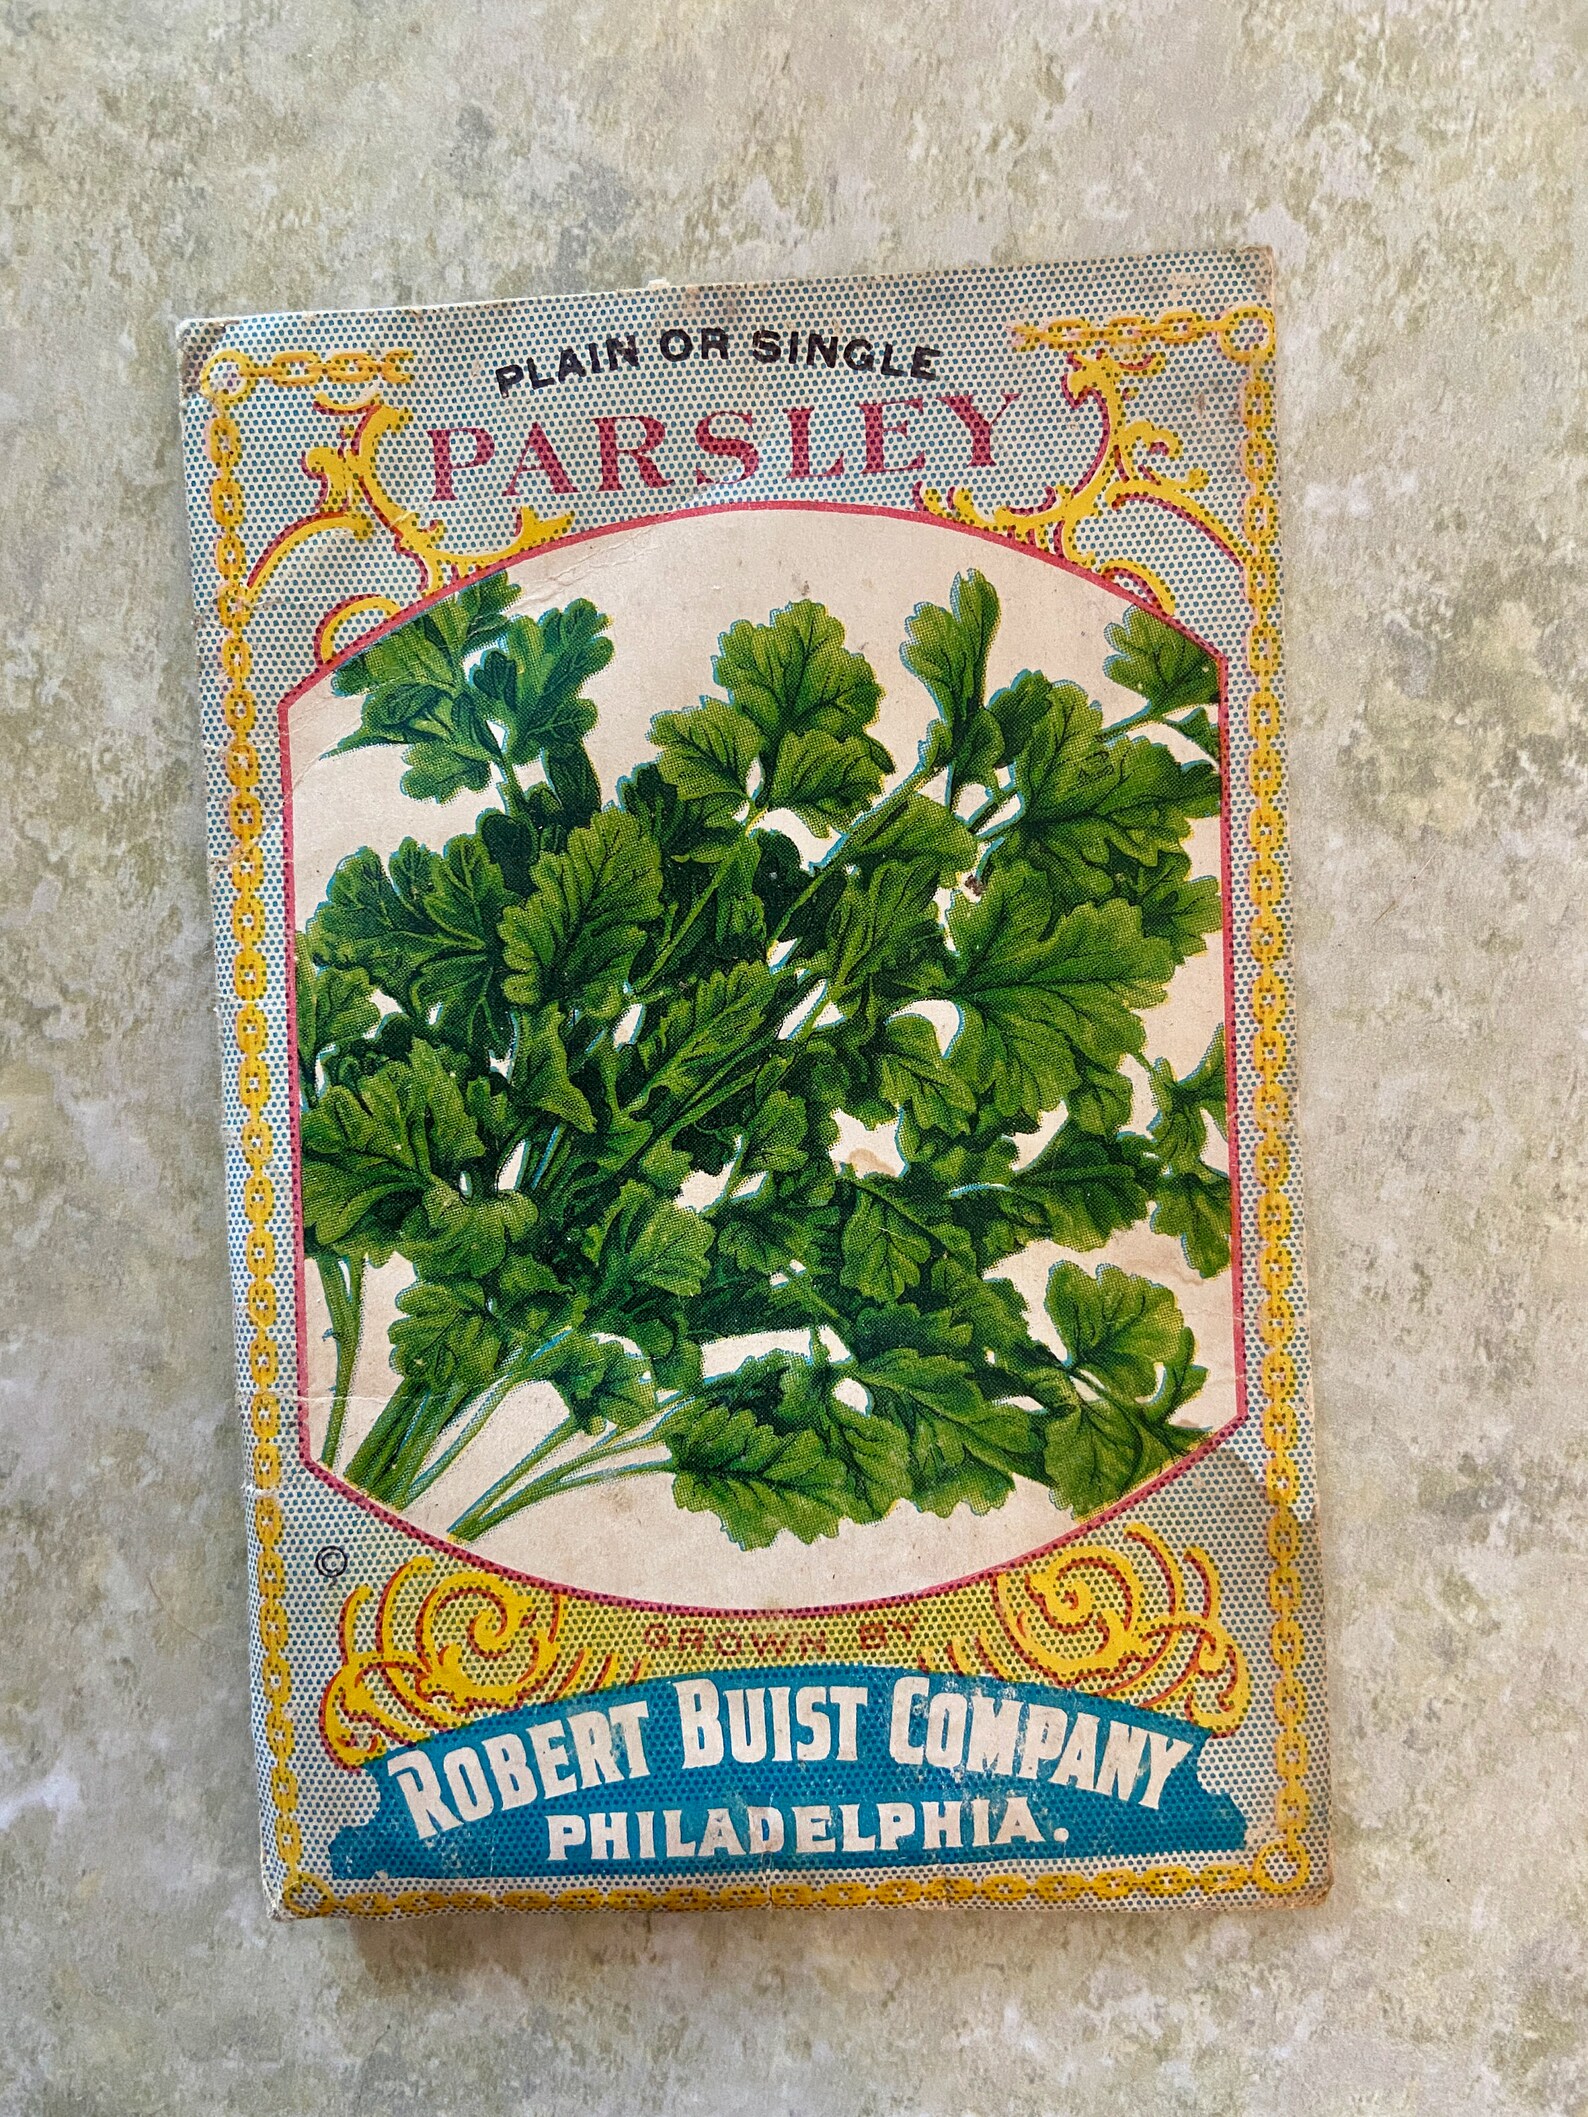 PLAIN OR SINGLE
PARSLEY
©
GROWN BY
ROBERT BUIST COMPANY
PHILADELPHIA.